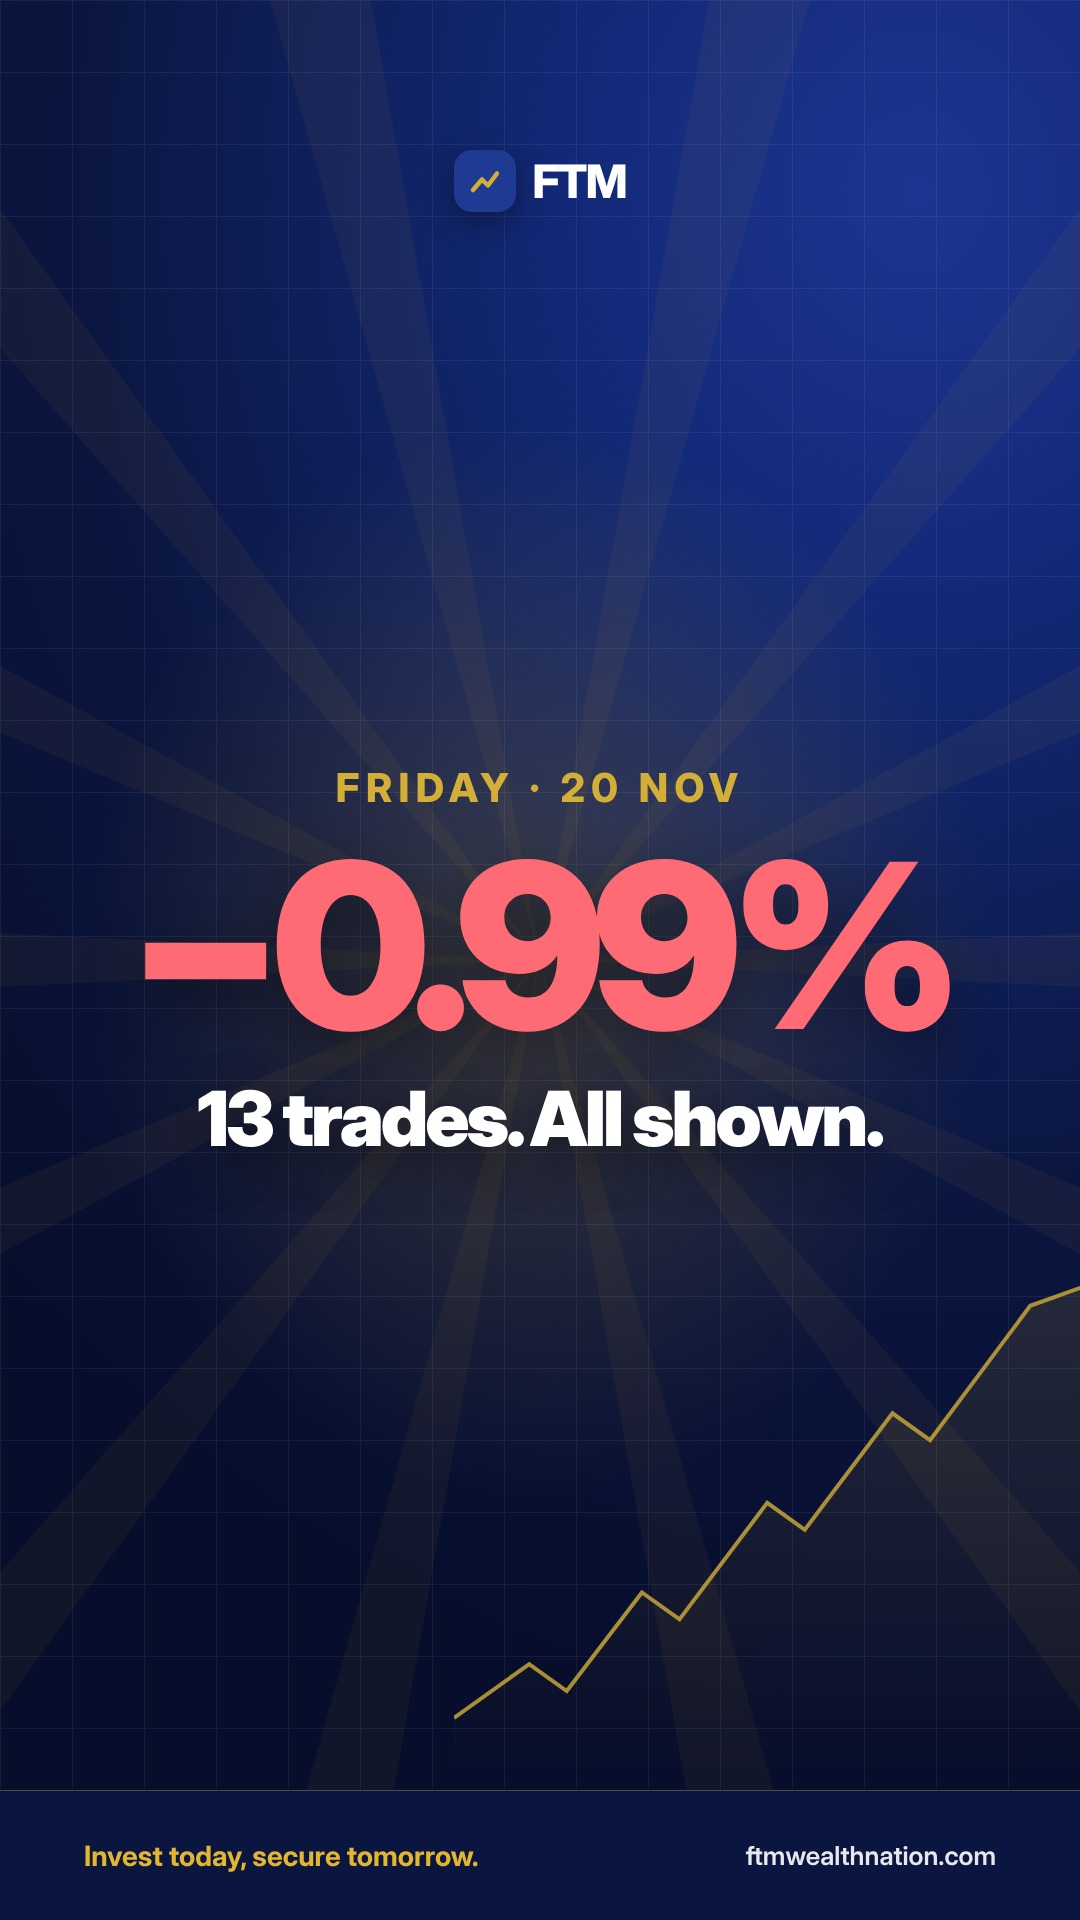 FTM
FRIDAY · 20 NOV
−0.99%
13 trades. All shown.
Invest today, secure tomorrow.
ftmwealthnation.com